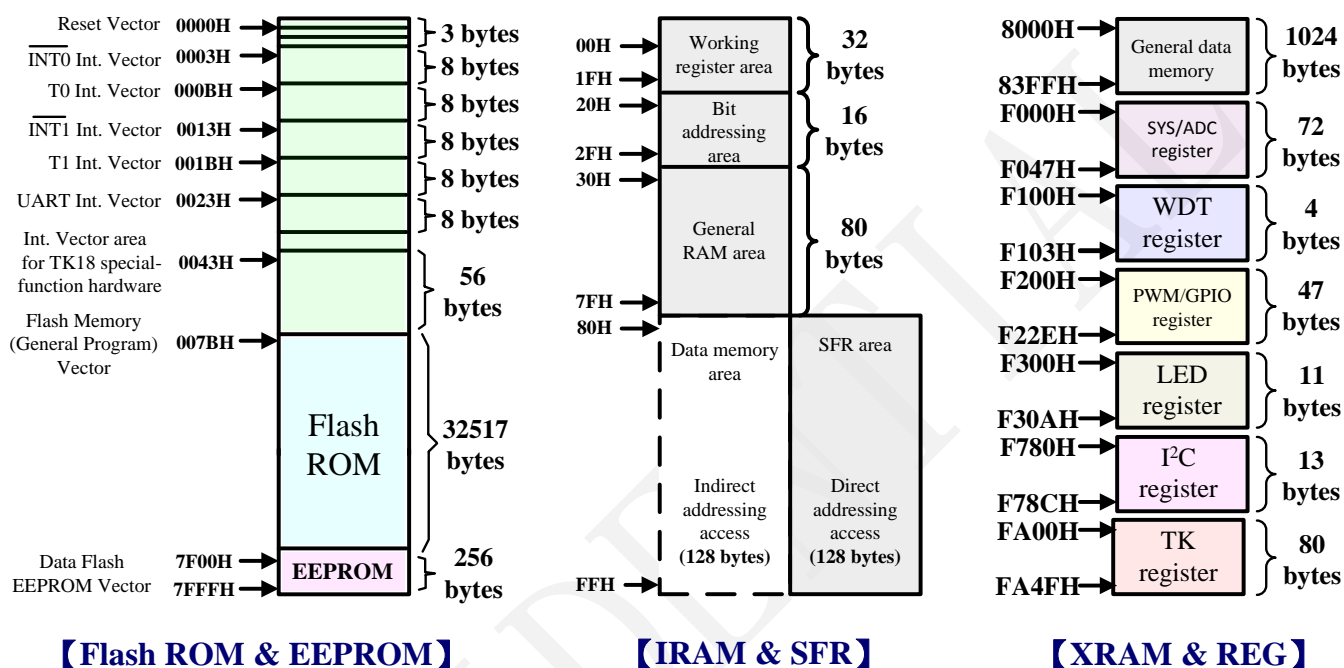 Reset Vector 0000H
3 bytes
INT0 Int. Vector 0003H
8 bytes
T0 Int. Vector 000BH
8 bytes
INT1 Int. Vector 0013H
8 bytes
T1 Int. Vector 001BH
8 bytes
UART Int. Vector 0023H
8 bytes
Int. Vector area
for TK18 special-
function hardware
0043H
56
bytes
Flash Memory
(General Program)
Vector
007BH
Flash
ROM
32517
bytes
Data Flash
EEPROM Vector
7F00H
7FFFH
EEPROM
256
bytes
【Flash ROM & EEPROM】
00H
1FH
Working
register area
32
bytes
20H
2FH
Bit
addressing
area
16
bytes
30H
7FH
General
RAM area
80
bytes
80H
FFH
Data memory
area
Indirect
addressing
access
(128 bytes)
SFR area
Direct
addressing
access
(128 bytes)
【IRAM & SFR】
8000H
83FFH
General data
memory
1024
bytes
F000H
F047H
SYS/ADC
register
72
bytes
F100H
F103H
WDT
register
4
bytes
F200H
F22EH
PWM/GPIO
register
47
bytes
F300H
F30AH
LED
register
11
bytes
F780H
F78CH
I²C
register
13
bytes
FA00H
FA4FH
TK
register
80
bytes
【XRAM & REG】